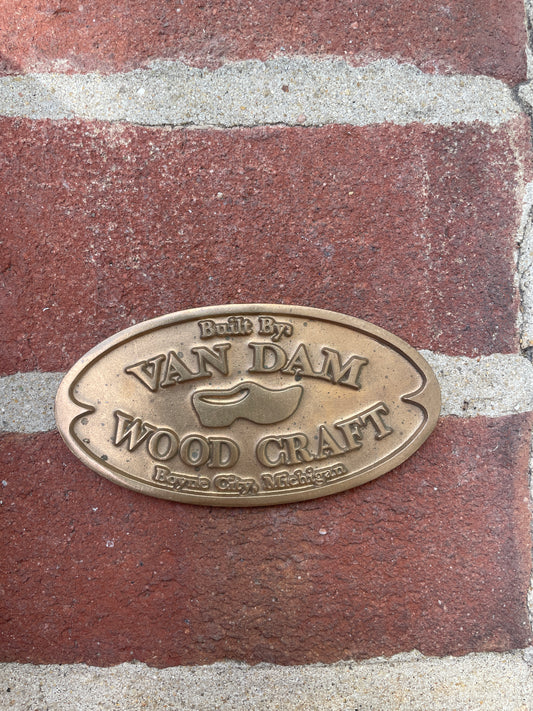 Built By:
VAN DAM
WOOD CRAFT
Boyne City, Michigan